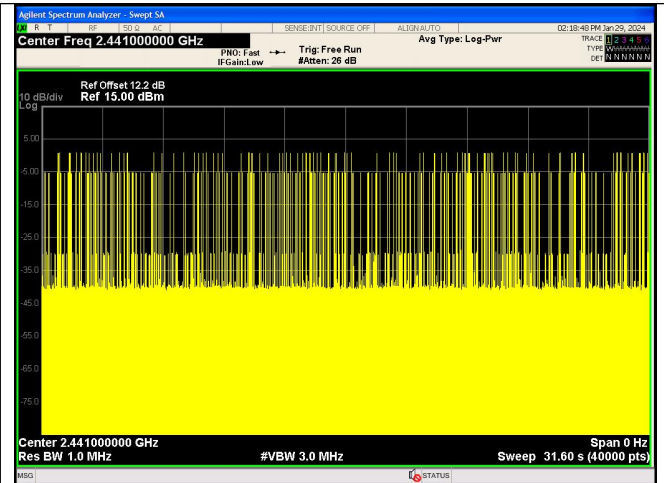 Agilent Spectrum Analyzer - Swept SA
R T RF 50 Ω AC SENSE:INT SOURCE OFF ALIGN AUTO 02:18:48 PM Jan 29, 2024
Center Freq 2.441000000 GHz Avg Type: Log-Pwr TRACE 1 2 3 4 5 6
PNO: Fast Trig: Free Run TYPE W
IFGain:Low #Atten: 26 dB DET N N N N N N
Ref Offset 12.2 dB
10 dB/div Ref 15.00 dBm
Log
5.00
-5.00
-15.0
-25.0
-35.0
-45.0
-55.0
-65.0
-75.0
Center 2.441000000 GHz Span 0 Hz
Res BW 1.0 MHz #VBW 3.0 MHz Sweep 31.60 s (40000 pts)
MSG STATUS